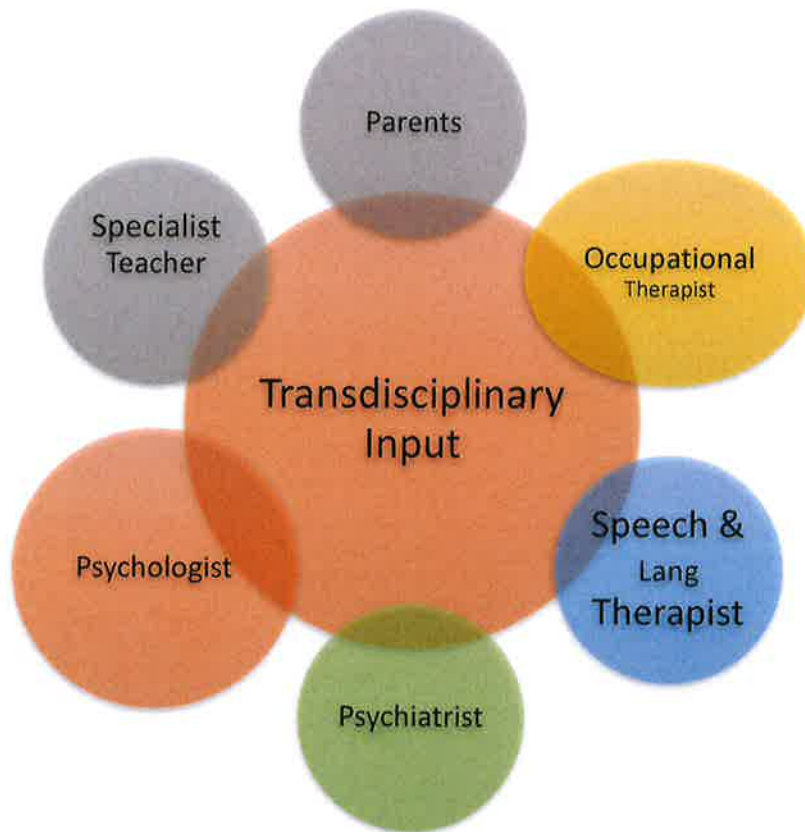 Parents
Specialist
Teacher
Occupational
Therapist
Transdisciplinary
Input
Psychologist
Speech &
Lang
Therapist
Psychiatrist